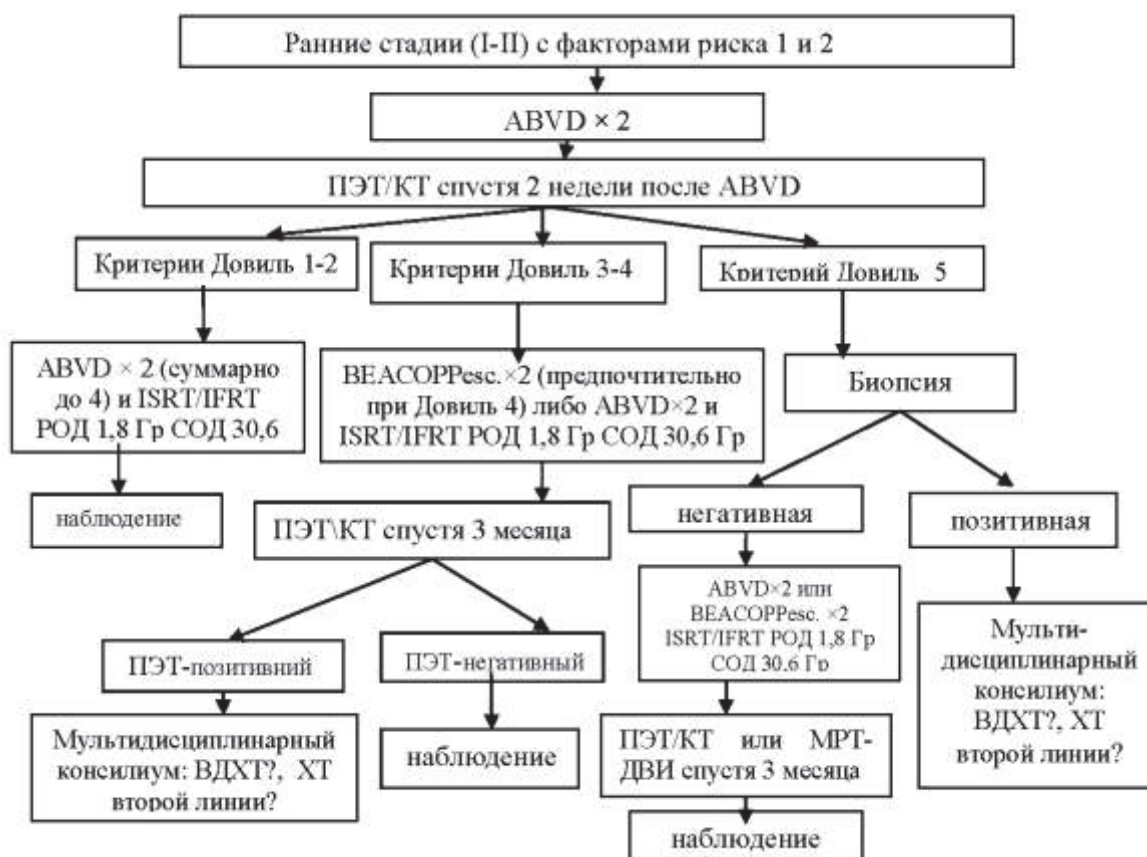 Ранние стадии (I-II) с факторами риска 1 и 2
ABVD × 2
ПЭТ/КТ спустя 2 недели после ABVD
Критерии Довиль 1-2
Критерии Довиль 3-4
Критерий Довиль 5
ABVD × 2 (суммарно
до 4) и ISRT/IFRT
РОД 1,8 Гр СОД 30,6
BEACOPPesc.×2 (предпочтительно
при Довиль 4) либо ABVD×2 и
ISRT/IFRT РОД 1,8 Гр СОД 30,6 Гр
Биопсия
наблюдение
ПЭТ\КТ спустя 3 месяца
негативная
позитивная
ПЭТ-позитивний
ПЭТ-негативный
ABVD×2 или
BEACOPPesc. ×2
ISRT/IFRT РОД 1,8 Гр
СОД 30,6 Гр
Мульти-
дисциплинарный
консилиум:
ВДХТ?, ХТ
второй линии?
Мультидисциплинарный
консилиум: ВДХТ?, ХТ
второй линии?
наблюдение
ПЭТ/КТ или МРТ-
ДВИ спустя 3 месяца
наблюдение